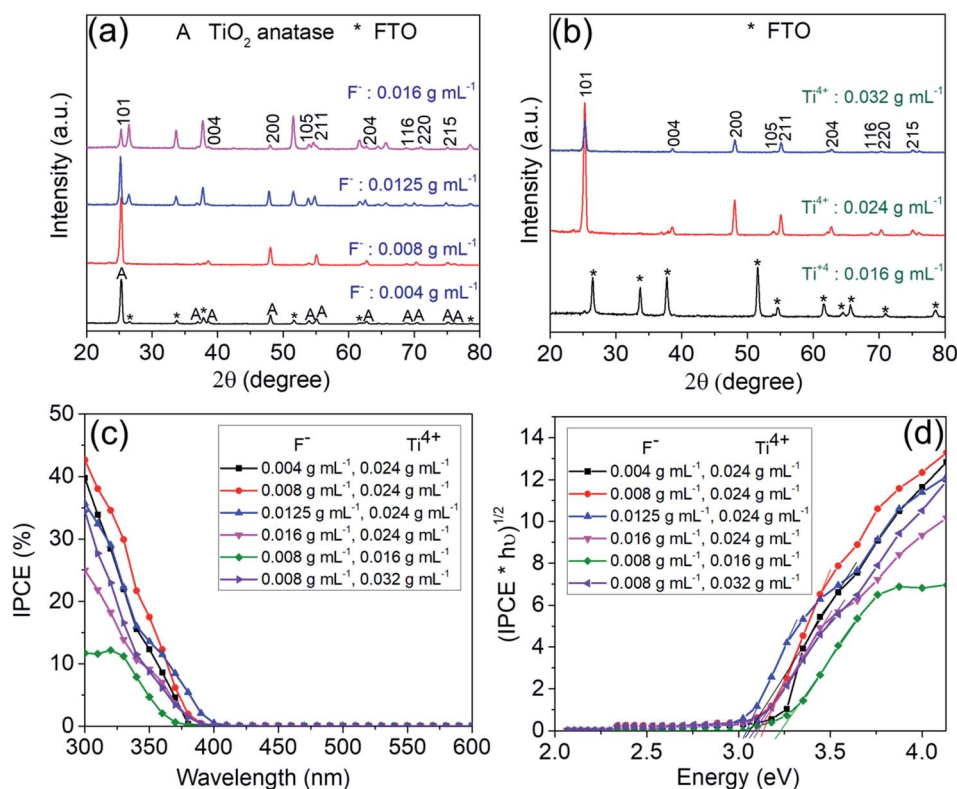 (a) A TiO2 anatase * FTO
F- : 0.016 g mL-1
101 004 200 105 211 204 116 220 215
F- : 0.0125 g mL-1
F- : 0.008 g mL-1
F- : 0.004 g mL-1
A * * A * A A * A A * A A A A A *
Intensity (a.u.)
20 30 40 50 60 70 80
2θ (degree)
(b) * FTO
101 004 200 105 211 204 116 220 215
Ti4+ : 0.032 g mL-1
Ti4+ : 0.024 g mL-1
Ti+4 : 0.016 g mL-1
* * * * * * * * * *
Intensity (a.u.)
20 30 40 50 60 70 80
2θ (degree)
(c)
F- Ti4+
0.004 g mL-1, 0.024 g mL-1
0.008 g mL-1, 0.024 g mL-1
0.0125 g mL-1, 0.024 g mL-1
0.016 g mL-1, 0.024 g mL-1
0.008 g mL-1, 0.016 g mL-1
0.008 g mL-1, 0.032 g mL-1
IPCE (%)
50
40
30
20
10
0
300 350 400 450 500 550 600
Wavelength (nm)
(d)
F- Ti4+
0.004 g mL-1, 0.024 g mL-1
0.008 g mL-1, 0.024 g mL-1
0.0125 g mL-1, 0.024 g mL-1
0.016 g mL-1, 0.024 g mL-1
0.008 g mL-1, 0.016 g mL-1
0.008 g mL-1, 0.032 g mL-1
(IPCE * hυ)1/2
14
12
10
8
6
4
2
0
2.0 2.5 3.0 3.5 4.0
Energy (eV)